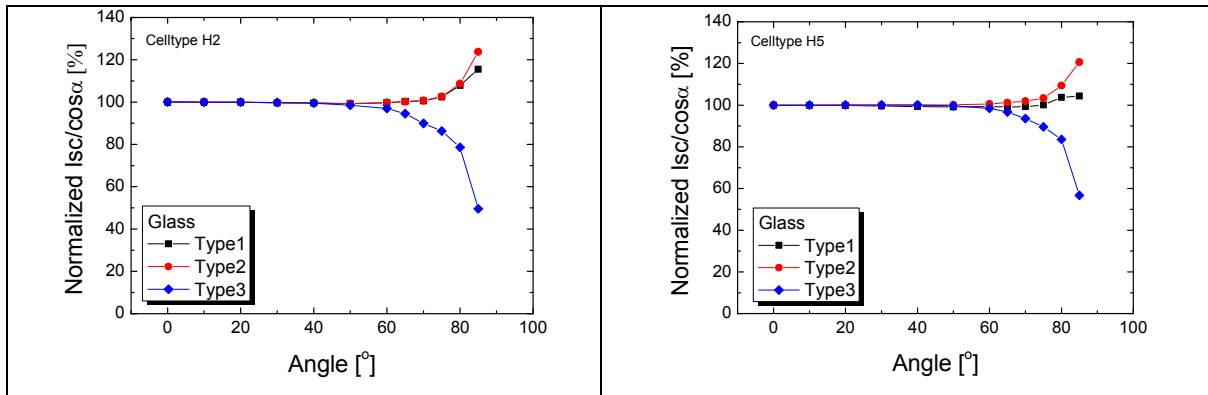 Celltype H2
Normalized Isc/cosα [%]
140
120
100
80
60
40
20
0
Glass
Type1
Type2
Type3
0 20 40 60 80 100
Angle [°]
Celltype H5
Normalized Isc/cosα [%]
140
120
100
80
60
40
20
0
Glass
Type1
Type2
Type3
0 20 40 60 80 100
Angle [°]